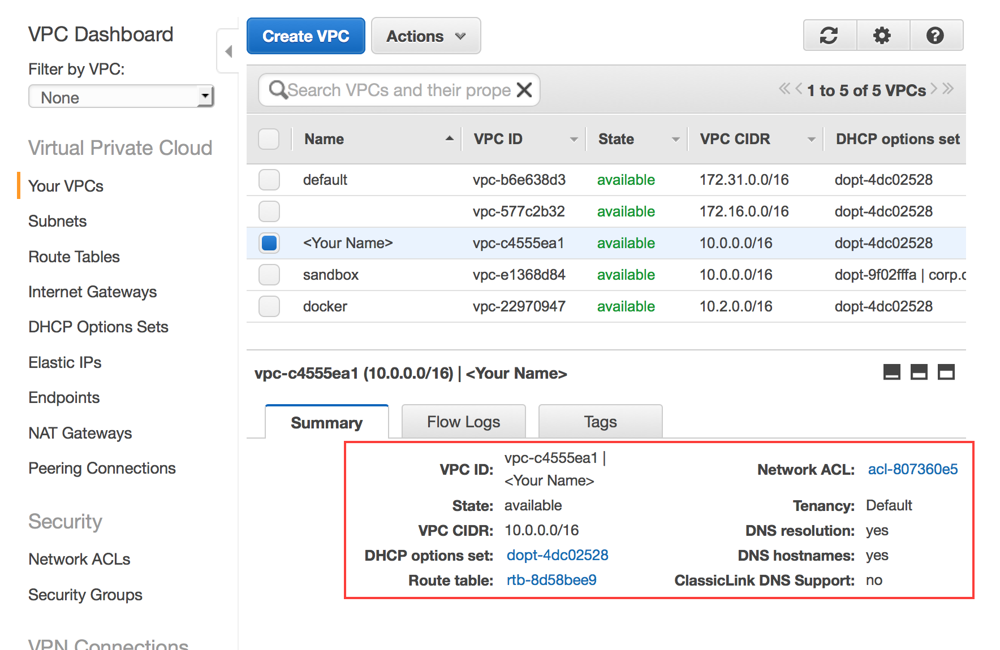 VPC Dashboard
Filter by VPC:
None
Virtual Private Cloud
Your VPCs
Subnets
Route Tables
Internet Gateways
DHCP Options Sets
Elastic IPs
Endpoints
NAT Gateways
Peering Connections
Security
Network ACLs
Security Groups
VPN Connections
Create VPC Actions
Search VPCs and their prope
1 to 5 of 5 VPCs
Name VPC ID State VPC CIDR DHCP options set
default vpc-b6e638d3 available 172.31.0.0/16 dopt-4dc02528
vpc-577c2b32 available 172.16.0.0/16 dopt-4dc02528
<Your Name> vpc-c4555ea1 available 10.0.0.0/16 dopt-4dc02528
sandbox vpc-e1368d84 available 10.0.0.0/16 dopt-9f02fffa | corp.c
docker vpc-22970947 available 10.2.0.0/16 dopt-4dc02528
vpc-c4555ea1 (10.0.0.0/16) | <Your Name>
Summary Flow Logs Tags
VPC ID: vpc-c4555ea1 |
<Your Name>
State: available
VPC CIDR: 10.0.0.0/16
DHCP options set: dopt-4dc02528
Route table: rtb-8d58bee9
Network ACL: acl-807360e5
Tenancy: Default
DNS resolution: yes
DNS hostnames: yes
ClassicLink DNS Support: no